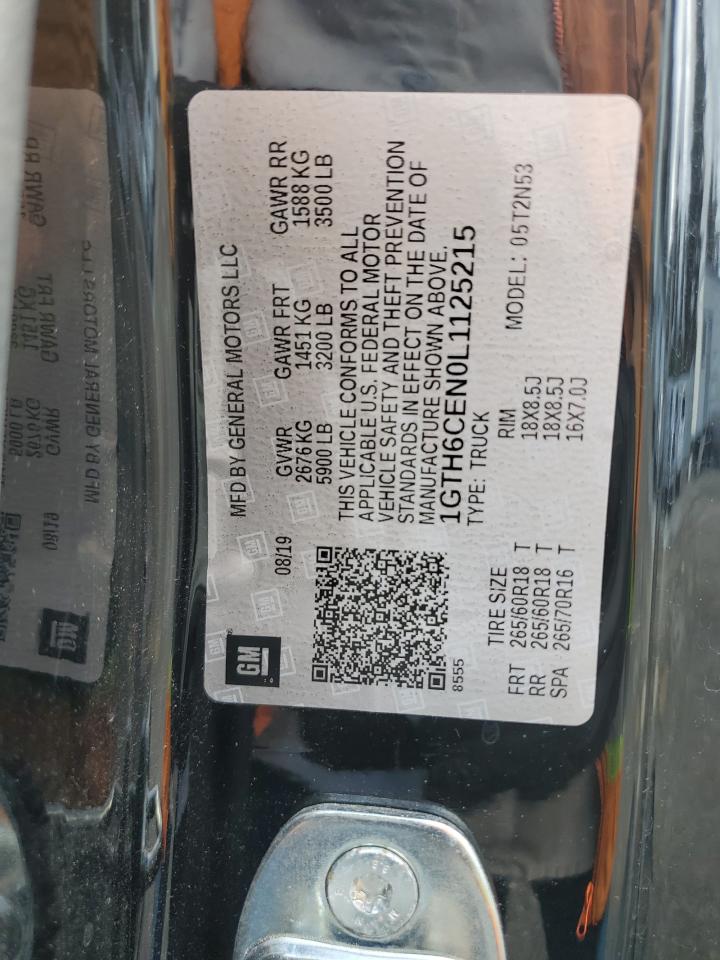 GM
MFD BY GENERAL MOTORS LLC
08/19
GVWR GAWR FRT GAWR RR
2676 KG 1451 KG 1588 KG
5900 LB 3200 LB 3500 LB
THIS VEHICLE CONFORMS TO ALL
APPLICABLE U.S. FEDERAL MOTOR
VEHICLE SAFETY AND THEFT PREVENTION
STANDARDS IN EFFECT ON THE DATE OF
MANUFACTURE SHOWN ABOVE.
1GTH6CEN0L1125215
8555
TYPE: TRUCK
TIRE SIZE RIM MODEL: 05T2N53
FRT 265/60R18 T 18X8.5J
RR 265/60R18 T 18X8.5J
SPA 265/70R16 T 16X7.0J